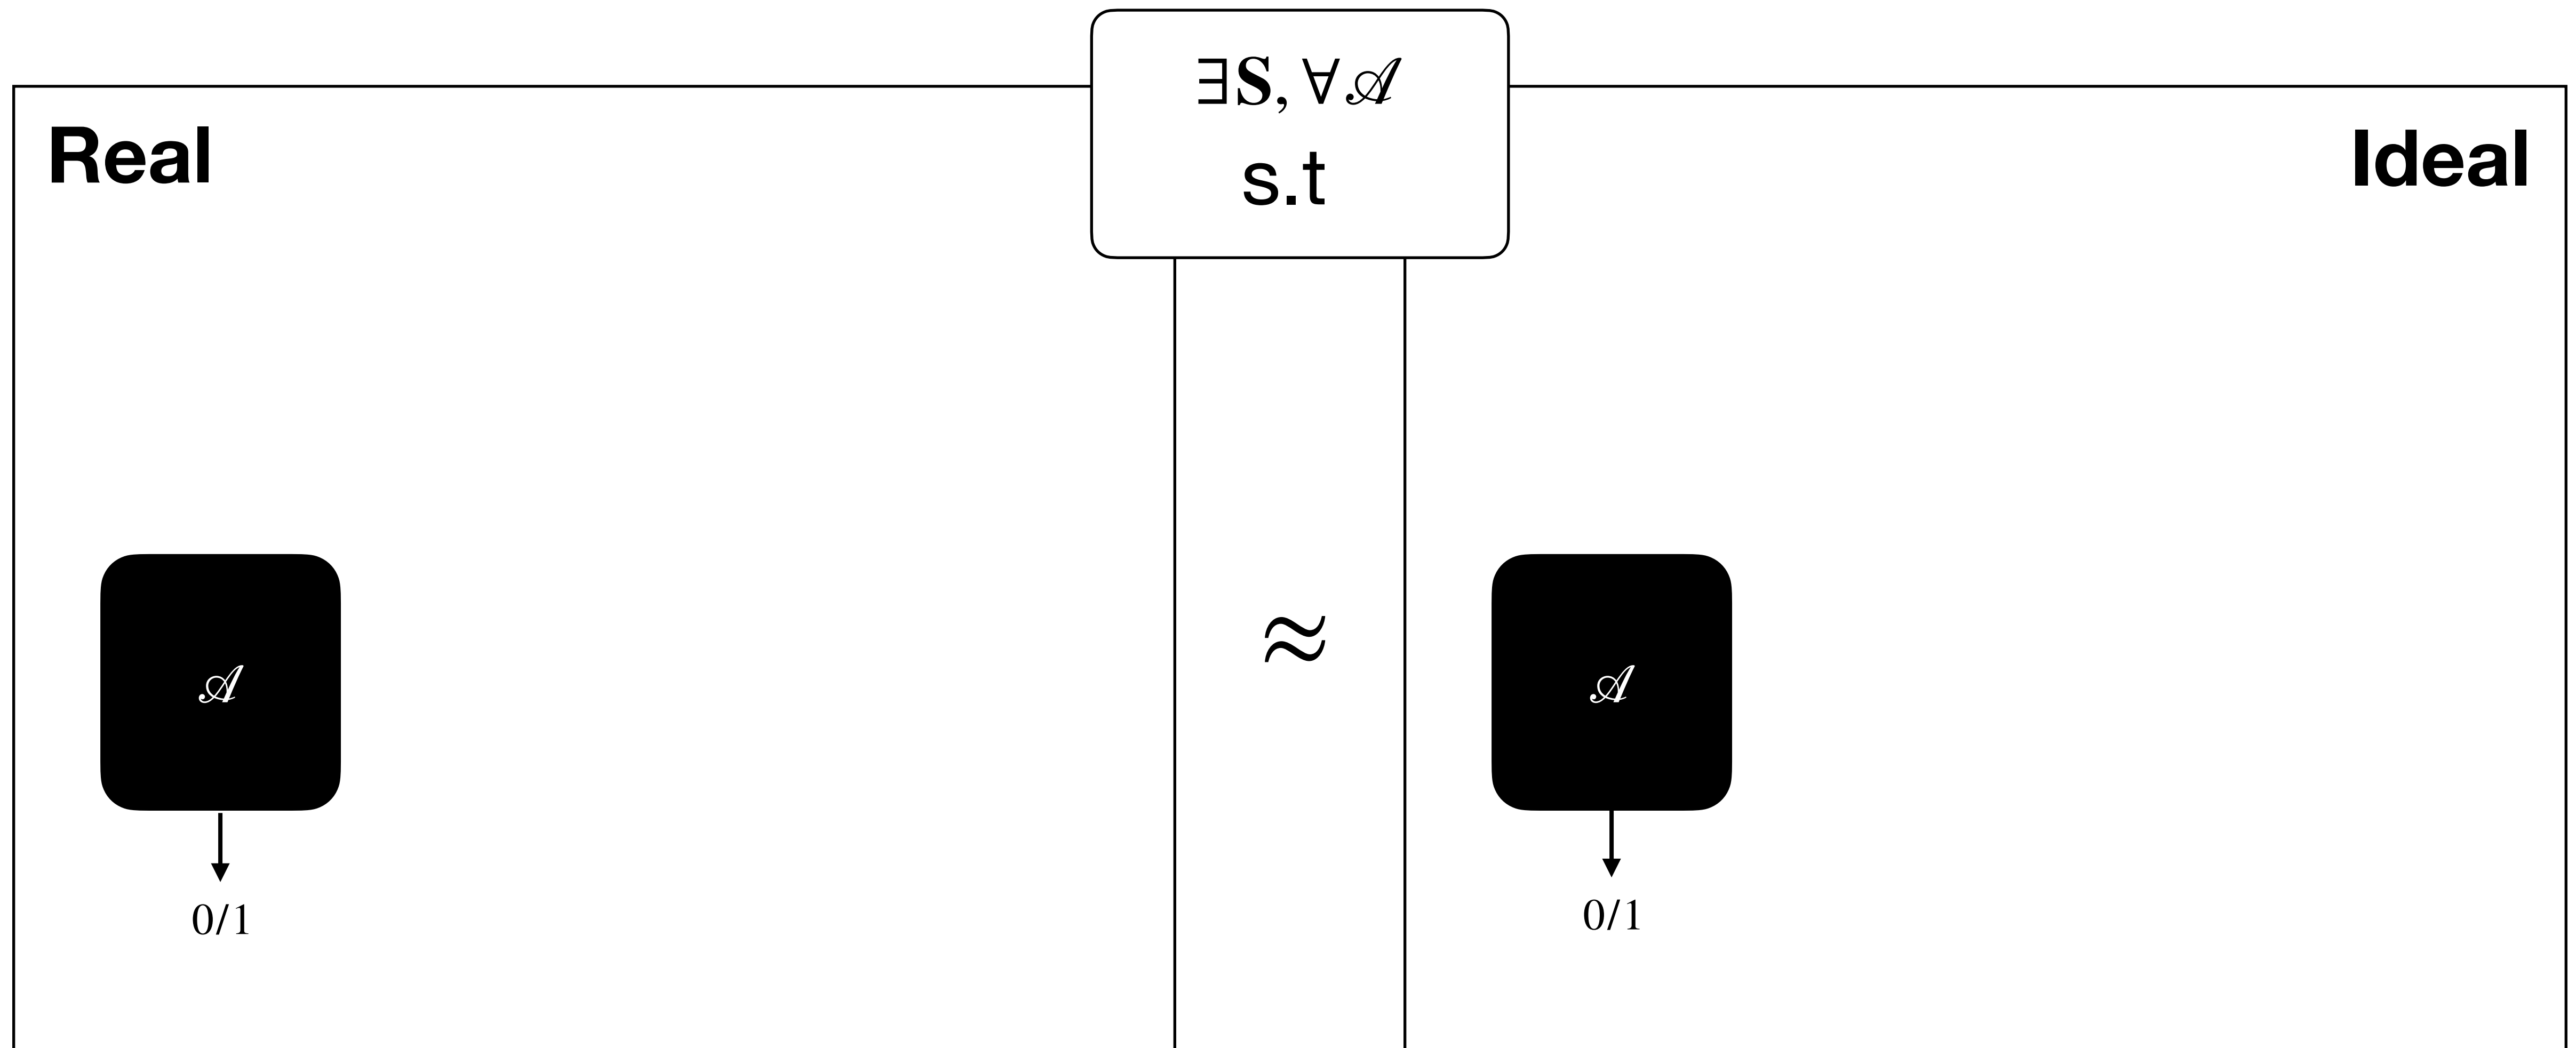 ∃S, ∀𝒜
s.t
Real
Ideal
≈
𝒜
𝒜
0/1
0/1